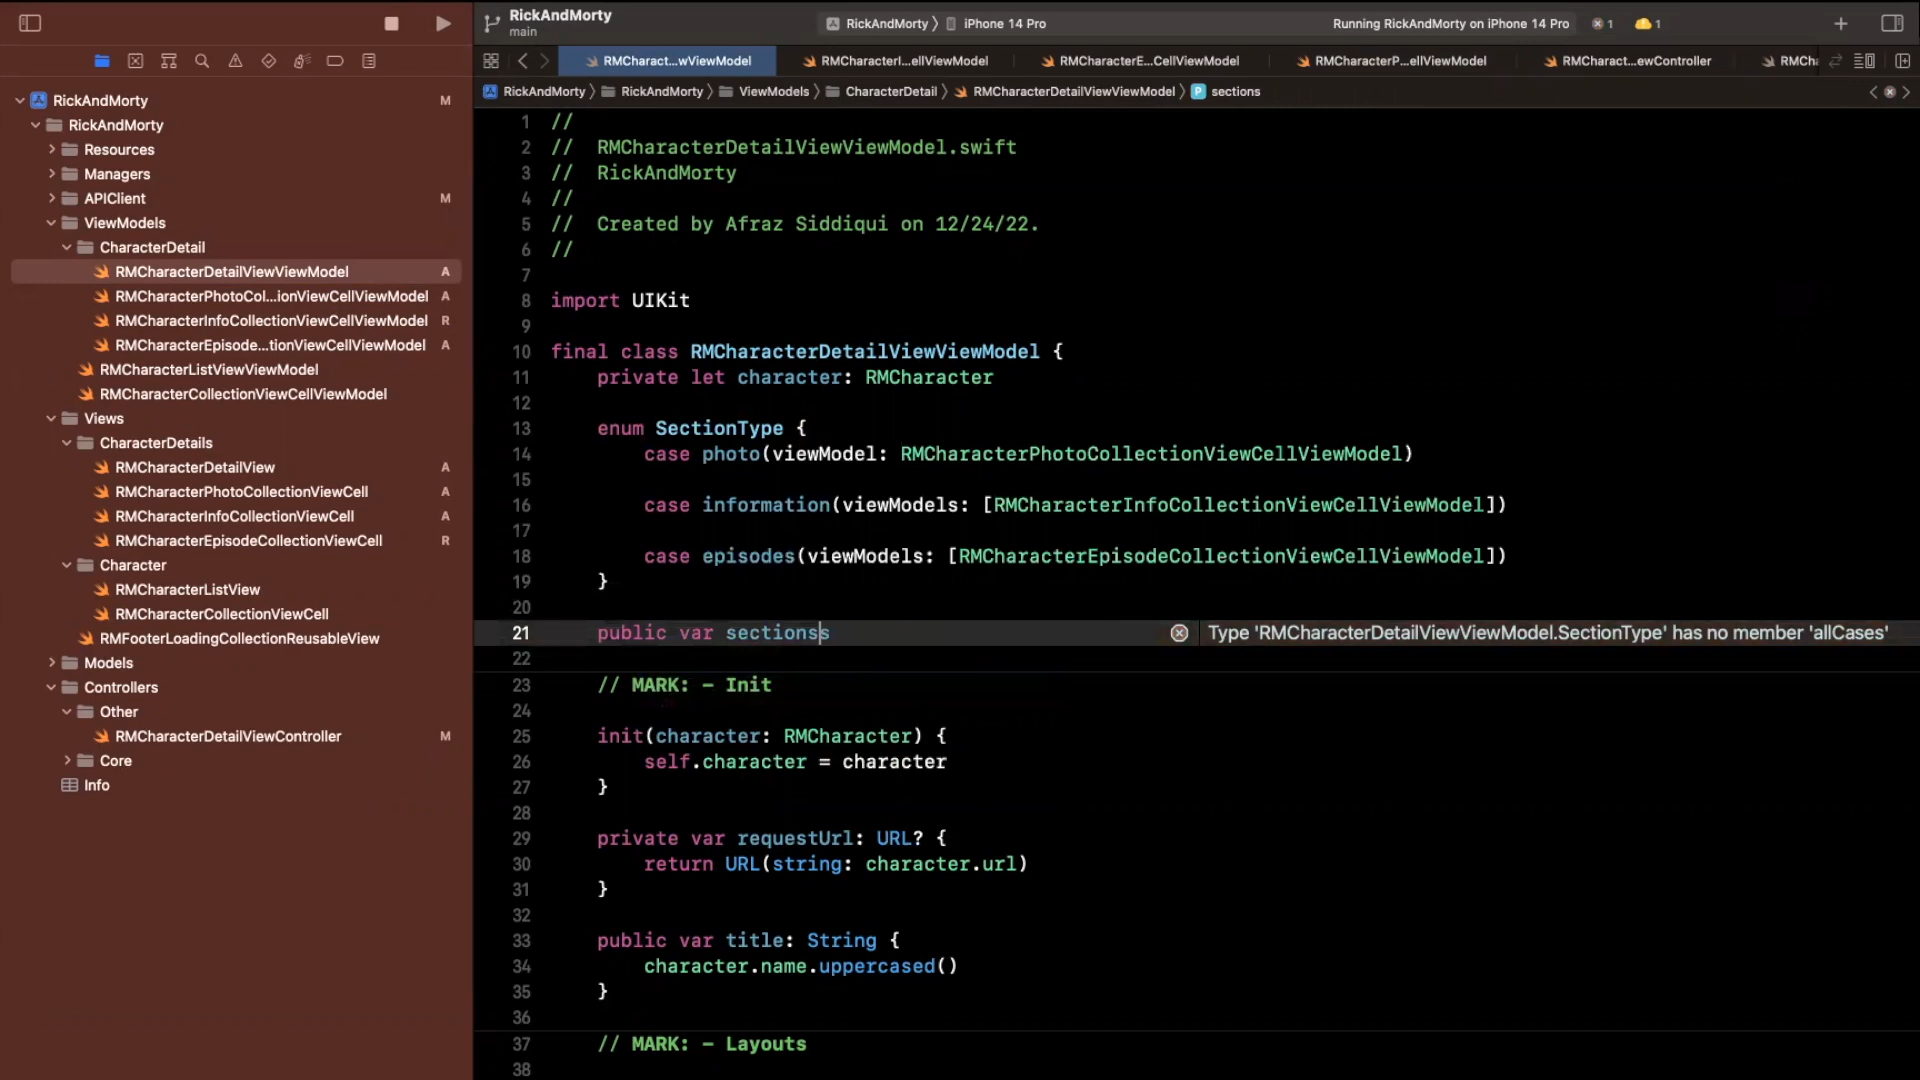 RickAndMorty
main
RickAndMorty
iPhone 14 Pro
Running RickAndMorty on iPhone 14 Pro
1
1
RMCharact...wViewModel
RMCharacterI...ellViewModel
RMCharacterE...CellViewModel
RMCharacterP...ellViewModel
RMCharact...ewController
RMCha
RickAndMorty
RickAndMorty
ViewModels
CharacterDetail
RMCharacterDetailViewViewModel
P sections
RickAndMorty M
RickAndMorty
Resources
Managers
APIClient M
ViewModels
CharacterDetail
RMCharacterDetailViewViewModel A
RMCharacterPhotoCol...ionViewCellViewModel A
RMCharacterInfoCollectionViewCellViewModel R
RMCharacterEpisode...tionViewCellViewModel A
RMCharacterListViewViewModel
RMCharacterCollectionViewCellViewModel
Views
CharacterDetails
RMCharacterDetailView A
RMCharacterPhotoCollectionViewCell A
RMCharacterInfoCollectionViewCell A
RMCharacterEpisodeCollectionViewCell R
Character
RMCharacterListView
RMCharacterCollectionViewCell
RMFooterLoadingCollectionReusableView
Models
Controllers
Other
RMCharacterDetailViewController M
Core
Info
1 //
2 // RMCharacterDetailViewViewModel.swift
3 // RickAndMorty
4 //
5 // Created by Afraz Siddiqui on 12/24/22.
6 //
7
8 import UIKit
9
10 final class RMCharacterDetailViewViewModel {
11 private let character: RMCharacter
12
13 enum SectionType {
14 case photo(viewModel: RMCharacterPhotoCollectionViewCellViewModel)
15
16 case information(viewModels: [RMCharacterInfoCollectionViewCellViewModel])
17
18 case episodes(viewModels: [RMCharacterEpisodeCollectionViewCellViewModel])
19 }
20
21 public var sectionss
Type 'RMCharacterDetailViewViewModel.SectionType' has no member 'allCases'
22
23 // MARK: - Init
24
25 init(character: RMCharacter) {
26 self.character = character
27 }
28
29 private var requestUrl: URL? {
30 return URL(string: character.url)
31 }
32
33 public var title: String {
34 character.name.uppercased()
35 }
36
37 // MARK: - Layouts
38